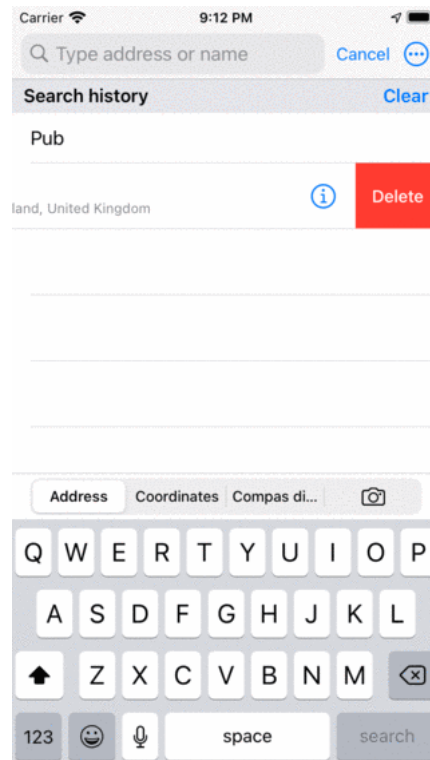 Carrier 9:12 PM
Type address or name Cancel
Search history Clear
Pub
land, United Kingdom Delete
Address Coordinates Compas di...
Q W E R T Y U I O P
A S D F G H J K L
Z X C V B N M
123 space search